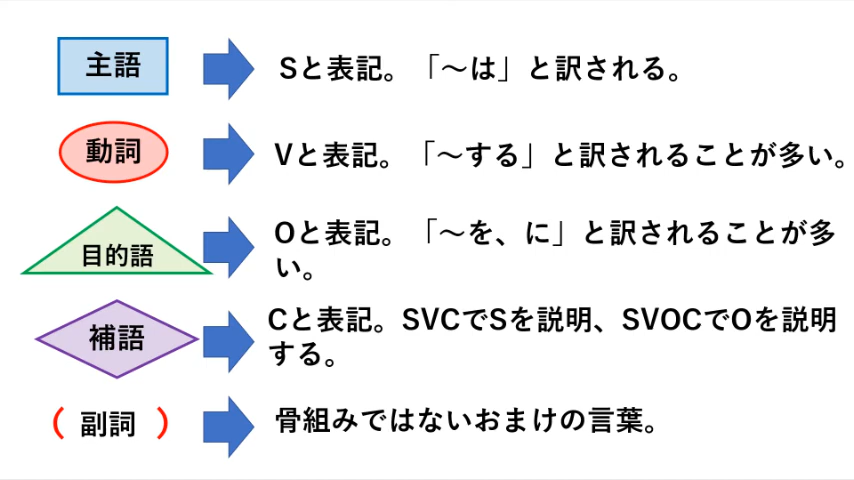 主語
Sと表記。「～は」と訳される。
動詞
Vと表記。「～する」と訳されることが多い。
目的語
Oと表記。「～を、に」と訳されることが多
い。
補語
Cと表記。SVCでSを説明、SVOCでOを説明
する。
( 副詞 )
骨組みではないおまけの言葉。